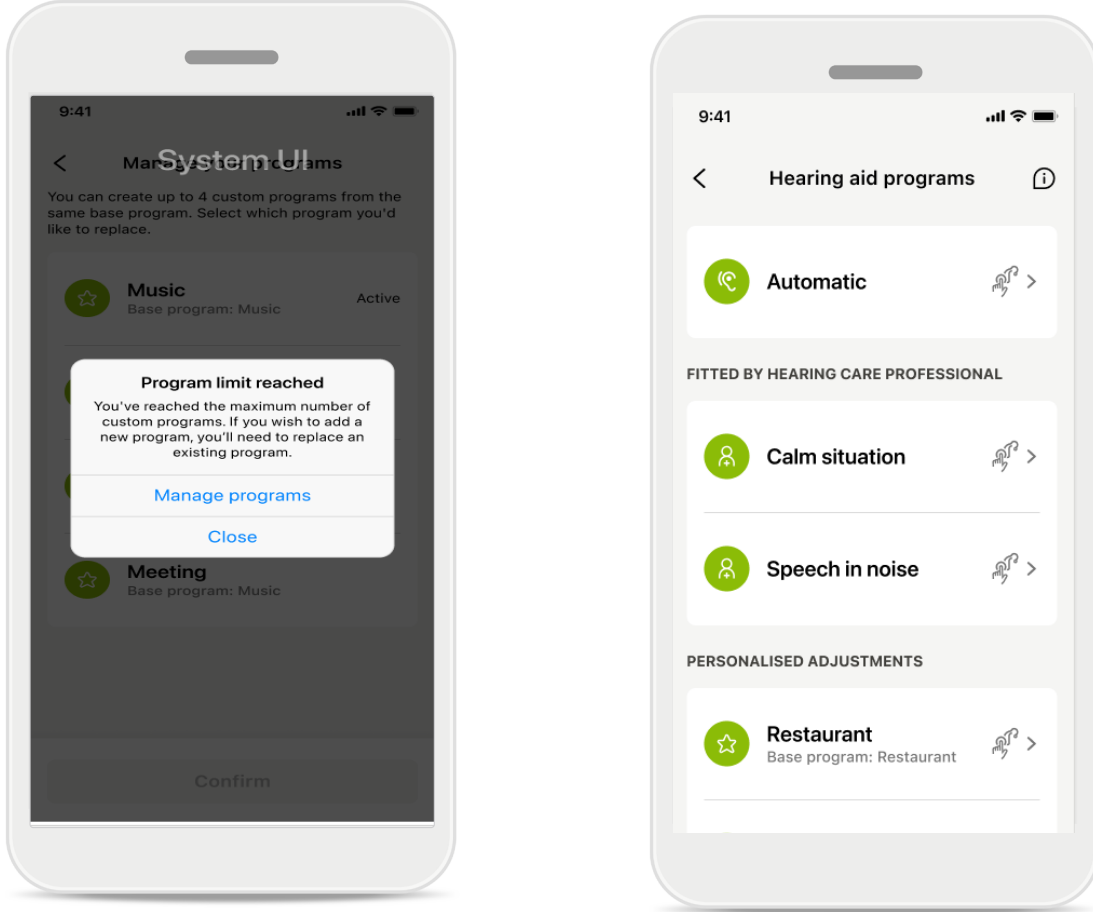 9:41
System UI
Manage your programs
You can create up to 4 custom programs from the
same base program. Select which program you'd
like to replace.
Music
Base program: Music
Active
Program limit reached
You've reached the maximum number of
custom programs. If you wish to add a
new program, you'll need to replace an
existing program.
Manage programs
Close
Meeting
Base program: Music
Confirm
9:41
Hearing aid programs
Automatic
FITTED BY HEARING CARE PROFESSIONAL
Calm situation
Speech in noise
PERSONALISED ADJUSTMENTS
Restaurant
Base program: Restaurant